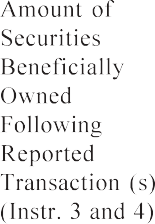 Amount of
Securities
Beneficially
Owned
Following
Reported
Transaction (s)
(Instr. 3 and 4)